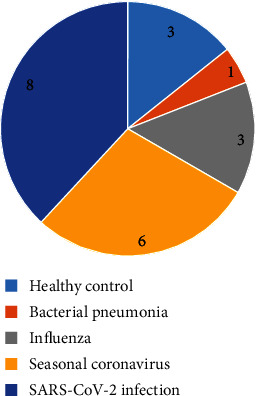 3
1
8
3
6
Healthy control
Bacterial pneumonia
Influenza
Seasonal coronavirus
SARS-CoV-2 infection